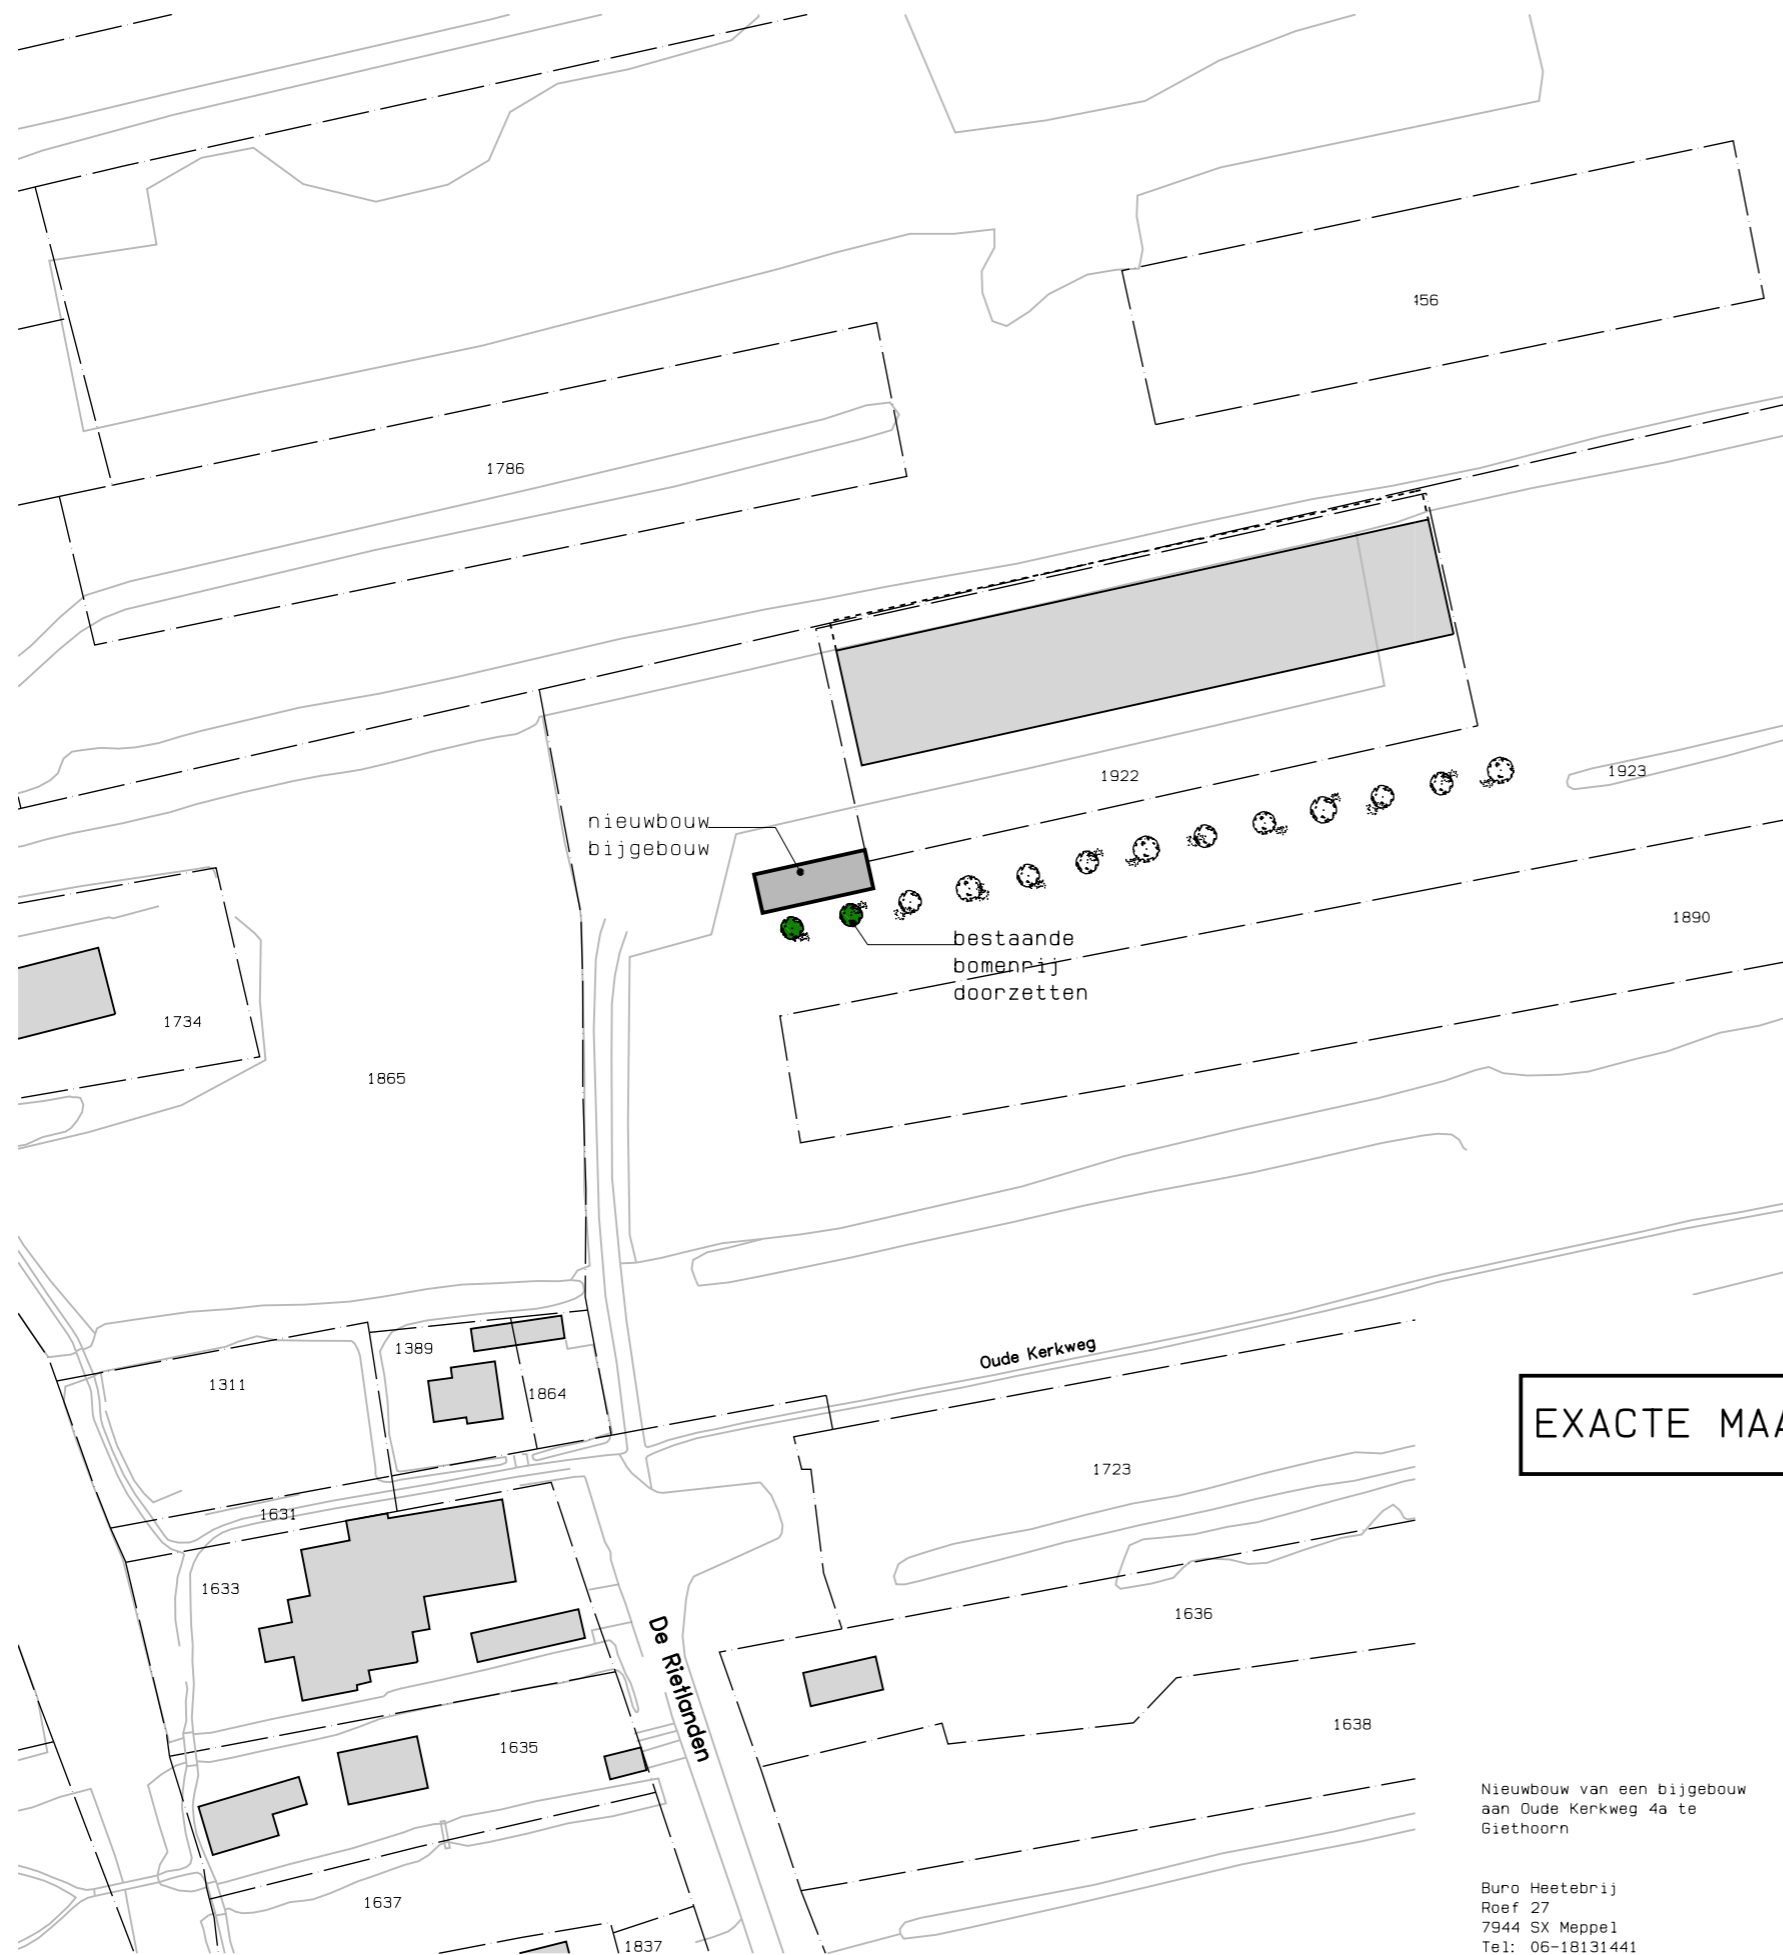 456
1786
1922
1923
nieuwbouw
bijgebouw
1890
bestaande
bomenrij
doorzetten
1734
1865
Oude Kerkweg
1389
1311
1864
EXACTE
1723
1631
1633
1636
De Rietlanden
1638
1635
Nieuwbouw van een bijgebouw
aan Oude Kerkweg 4a te
Giethoorn
Buro Heetebrij
Roef 27
7944 SX Meppel
Tel: 06-18131441
1637
1837